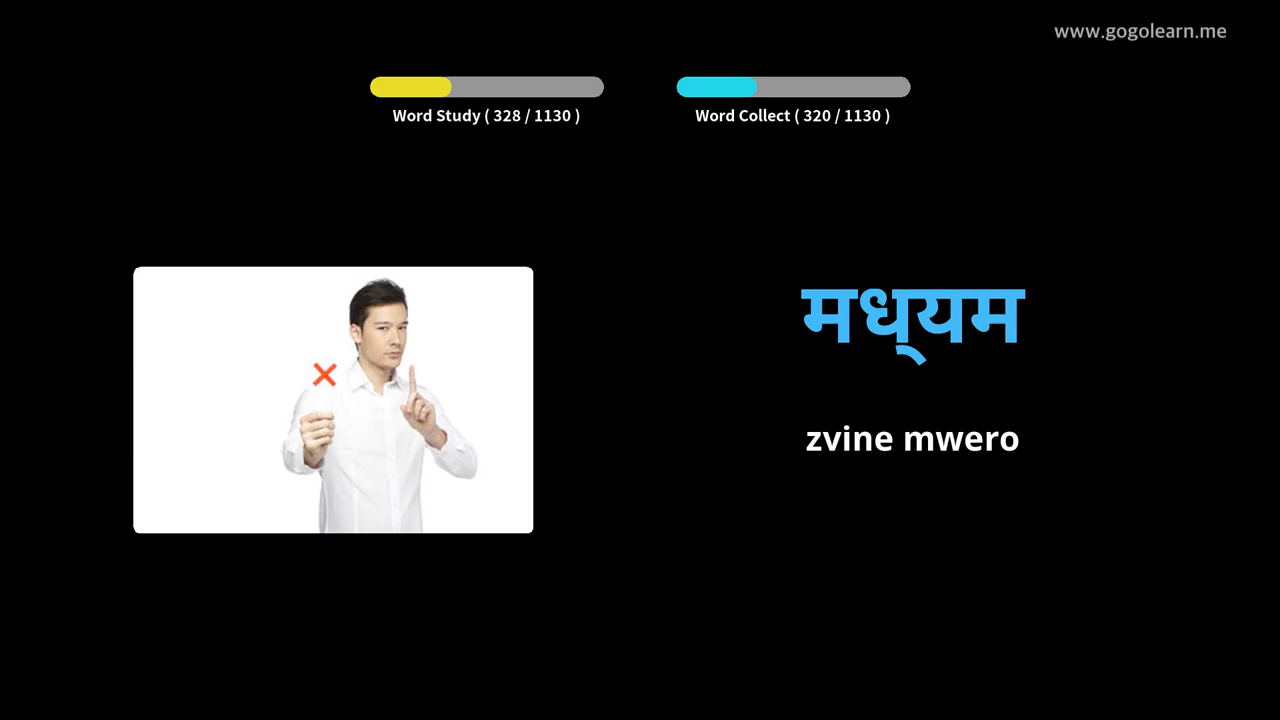 www.gogolearn.me
Word Study ( 328 / 1130 )
Word Collect ( 320 / 1130 )
मध्‌यम
zvine mwero